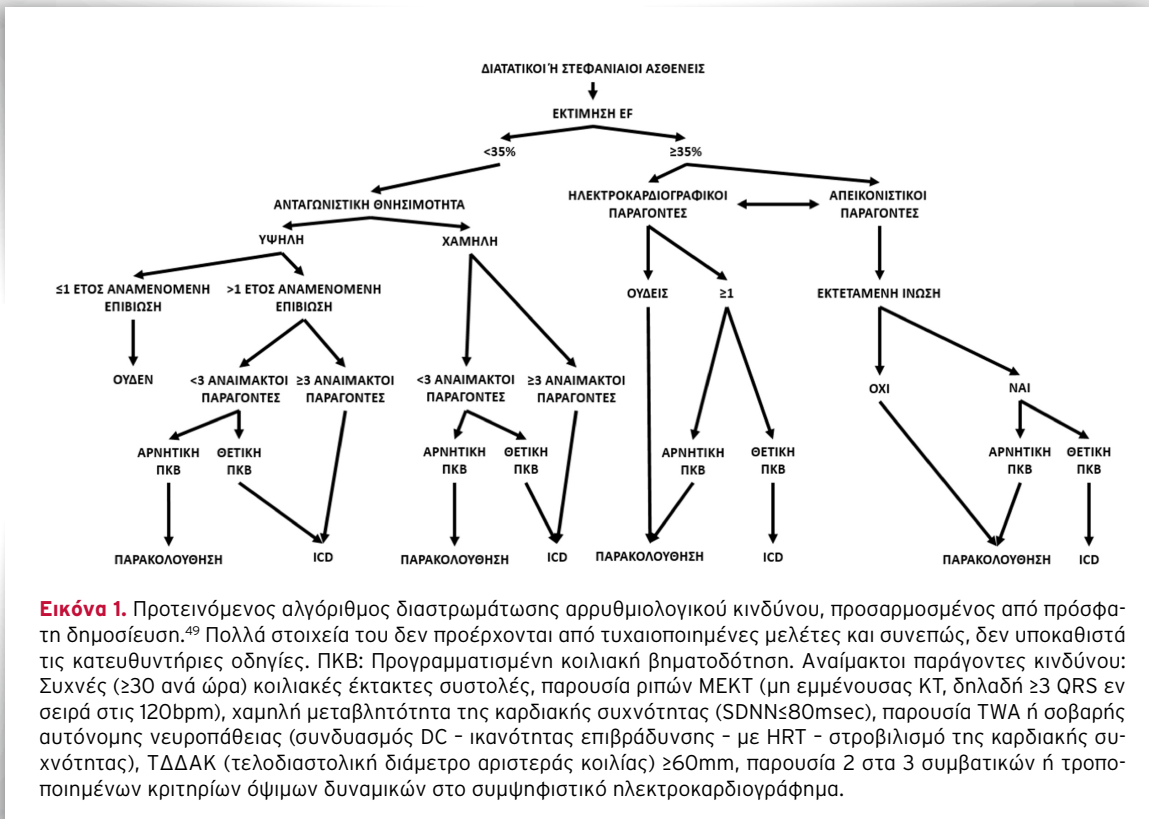 ΔΙΑΤΑΤΙΚΟΙ Ή ΣΤΕΦΑΝΙΑΙΟΙ ΑΣΘΕΝΕΙΣ
ΕΚΤΙΜΗΣΗ EF
<35%
≥35%
ΑΝΤΑΓΩΝΙΣΤΙΚΗ ΘΝΗΣΙΜΟΤΗΤΑ
ΗΛΕΚΤΡΟΚΑΡΔΙΟΓΡΑΦΙΚΟΙ
ΠΑΡΑΓΟΝΤΕΣ
ΑΠΕΙΚΟΝΙΣΤΙΚΟΙ
ΠΑΡΑΓΟΝΤΕΣ
ΥΨΗΛΗ
ΧΑΜΗΛΗ
≤1 ΕΤΟΣ ΑΝΑΜΕΝΟΜΕΝΗ
ΕΠΙΒΙΩΣΗ
>1 ΕΤΟΣ ΑΝΑΜΕΝΟΜΕΝΗ
ΕΠΙΒΙΩΣΗ
ΟΥΔΕΙΣ
≥1
ΕΚΤΕΤΑΜΕΝΗ ΙΝΩΣΗ
ΟΥΔΕΝ
<3 ΑΝΑΙΜΑΚΤΟΙ
ΠΑΡΑΓΟΝΤΕΣ
≥3 ΑΝΑΙΜΑΚΤΟΙ
ΠΑΡΑΓΟΝΤΕΣ
<3 ΑΝΑΙΜΑΚΤΟΙ
ΠΑΡΑΓΟΝΤΕΣ
≥3 ΑΝΑΙΜΑΚΤΟΙ
ΠΑΡΑΓΟΝΤΕΣ
ΟΧΙ
ΝΑΙ
ΑΡΝΗΤΙΚΗ
ΠΚΒ
ΘΕΤΙΚΗ
ΠΚΒ
ΑΡΝΗΤΙΚΗ
ΠΚΒ
ΘΕΤΙΚΗ
ΠΚΒ
ΑΡΝΗΤΙΚΗ
ΠΚΒ
ΘΕΤΙΚΗ
ΠΚΒ
ΑΡΝΗΤΙΚΗ
ΠΚΒ
ΘΕΤΙΚΗ
ΠΚΒ
ΠΑΡΑΚΟΛΟΥΘΗΣΗ
ICD
ΠΑΡΑΚΟΛΟΥΘΗΣΗ
ICD
ΠΑΡΑΚΟΛΟΥΘΗΣΗ
ICD
ΠΑΡΑΚΟΛΟΥΘΗΣΗ
ICD
Εικόνα 1. Προτεινόμενος αλγόριθμος διαστρωμάτωσης αρρυθμιολογικού κινδύνου, προσαρμοσμένος από πρόσφα-
τη δημοσίευση.⁴⁹ Πολλά στοιχεία του δεν προέρχονται από τυχαιοποιημένες μελέτες και συνεπώς, δεν υποκαθιστά
τις κατευθυντήριες οδηγίες. ΠΚΒ: Προγραμματισμένη κοιλιακή βηματοδότηση. Αναίμακτοι παράγοντες κινδύνου:
Συχνές (≥30 ανά ώρα) κοιλιακές έκτακτες συστολές, παρουσία ριπών ΜΕΚΤ (μη εμμένουσας ΚΤ, δηλαδή ≥3 QRS εν
σειρά στις 120bpm), χαμηλή μεταβλητότητα της καρδιακής συχνότητας (SDNN≤80msec), παρουσία TWA ή σοβαρής
αυτόνομης νευροπάθειας (συνδυασμός DC - ικανότητας επιβράδυνσης - με HRT - στροβιλισμό της καρδιακής συ-
χνότητας), ΤΔΔΑΚ (τελοδιαστολική διάμετρο αριστεράς κοιλίας) ≥60mm, παρουσία 2 στα 3 συμβατικών ή τροπο-
ποιημένων κριτηρίων όψιμων δυναμικών στο συμψηφιστικό ηλεκτροκαρδιογράφημα.